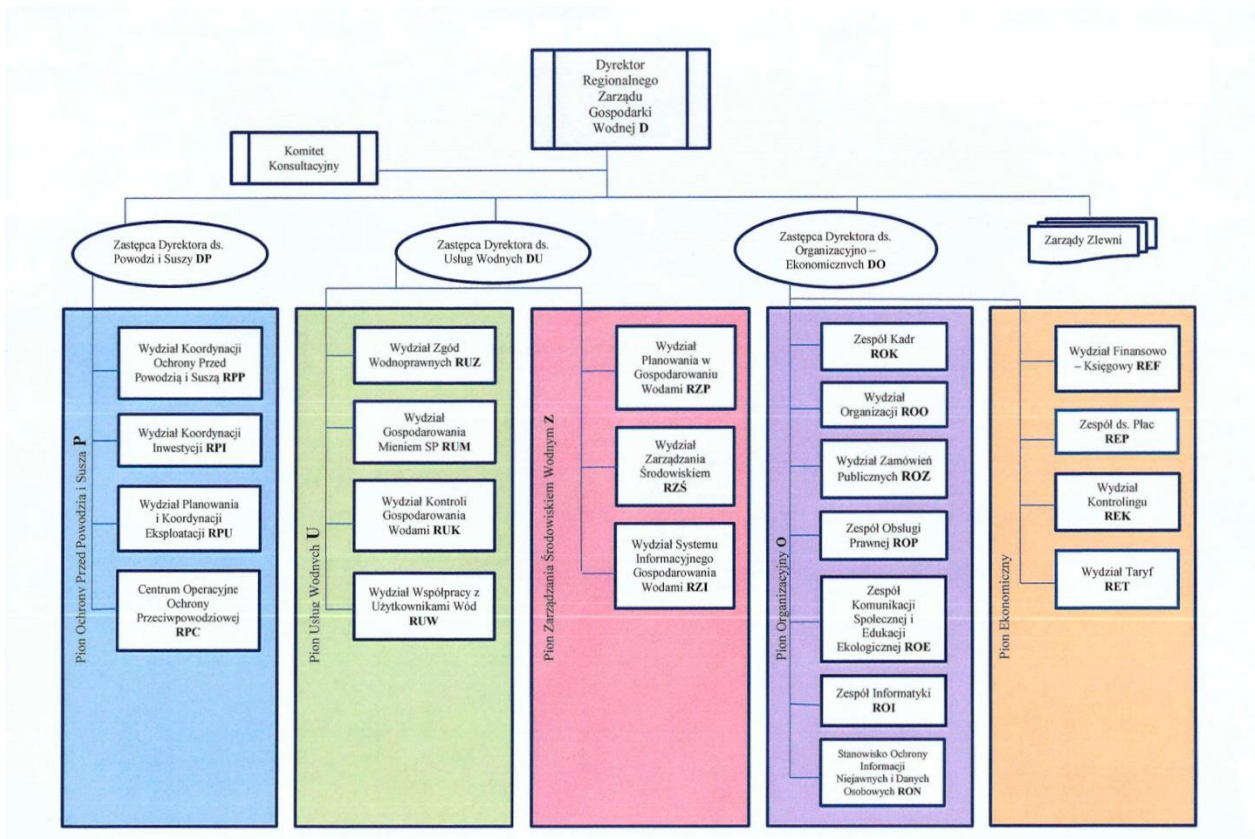 Dyrektor
Regionalnego
Zarządu
Gospodarki
Wodnej D
Komitet
Konsultacyjny
Zastępca Dyrektora ds.
Powodzi i Suszy DP
Zastępca Dyrektora ds.
Usług Wodnych DU
Zastępca Dyrektora ds.
Organizacyjno –
Ekonomicznych DO
Zarządy Zlewni
Pion Ochrony Przed Powodzia i Susza P
Wydział Koordynacji
Ochrony Przed
Powodzią i Suszą RPP
Wydział Koordynacji
Inwestycji RPI
Wydział Planowania
i Koordynacji
Eksploatacji RPU
Centrum Operacyjne
Ochrony
Przeciwpowodziowej
RPC
Pion Usług Wodnych U
Wydział Zgód
Wodnoprawnych RUZ
Wydział
Gospodarowania
Mieniem SP RUM
Wydział Kontroli
Gospodarowania
Wodami RUK
Wydział Współpracy z
Użytkownikami Wód
RUW
Pion Zarządzania Środowiskiem Wodnym Z
Wydział
Planowania w
Gospodarowaniu
Wodami RZP
Wydział
Zarządzania
Środowiskiem
RZŚ
Wydział Systemu
Informacyjnego
Gospodarowania
Wodami RZI
Pion Organizacyjny O
Zespół Kadr
ROK
Wydział
Organizacji ROO
Wydział Zamówień
Publicznych ROZ
Zespół Obsługi
Prawnej ROP
Zespół
Komunikacji
Społecznej i
Edukacji
Ekologicznej ROE
Zespół Informatyki
ROI
Stanowisko Ochrony
Informacji
Niejawnych i Danych
Osobowych RON
Pion Ekonomiczny
Wydział Finansowo
– Księgowy REF
Zespół ds. Płac
REP
Wydział
Kontrolingu
REK
Wydział Taryf
RET